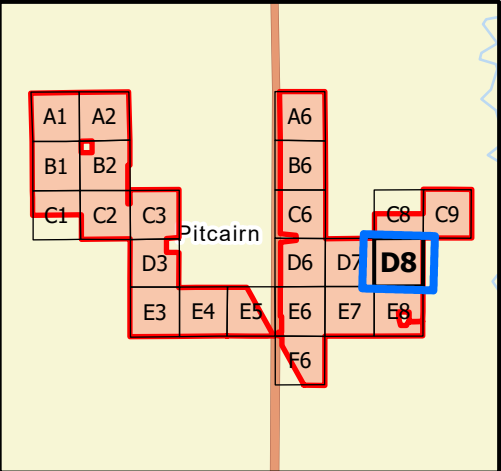 A1 A2 A6
B1 B2 B6
C1 C2 C3 C6 C8 C9
Pitcairn
D3 D6 D7 D8
E3 E4 E5 E6 E7 E8
F6